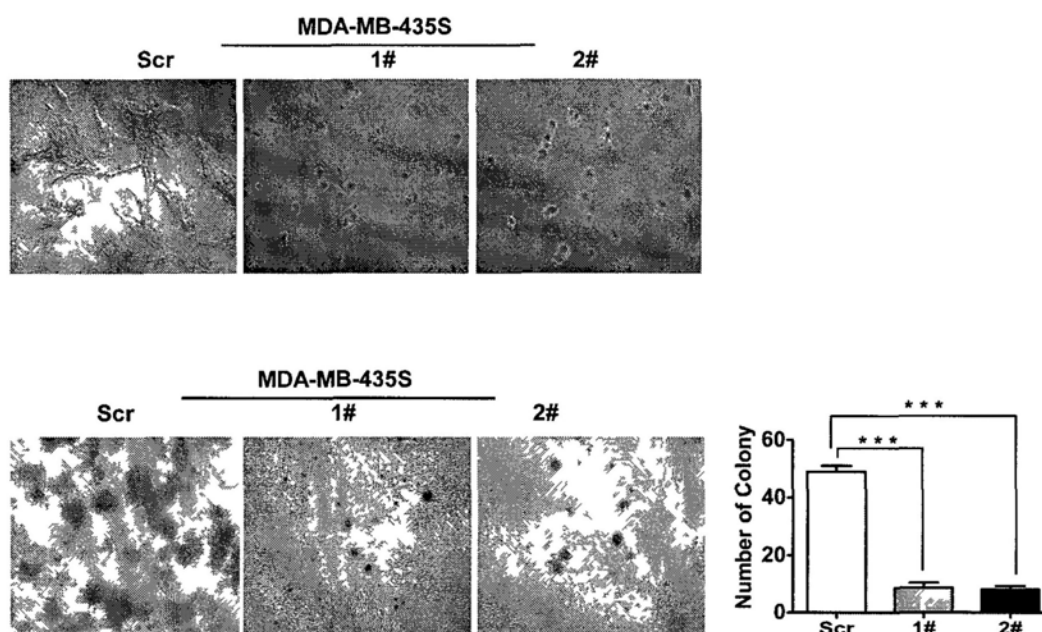 MDA-MB-435S
Scr 1# 2#
MDA-MB-435S
Scr 1# 2#
Number of Colony
60
40
20
0
* * *
* * *
Scr 1# 2#